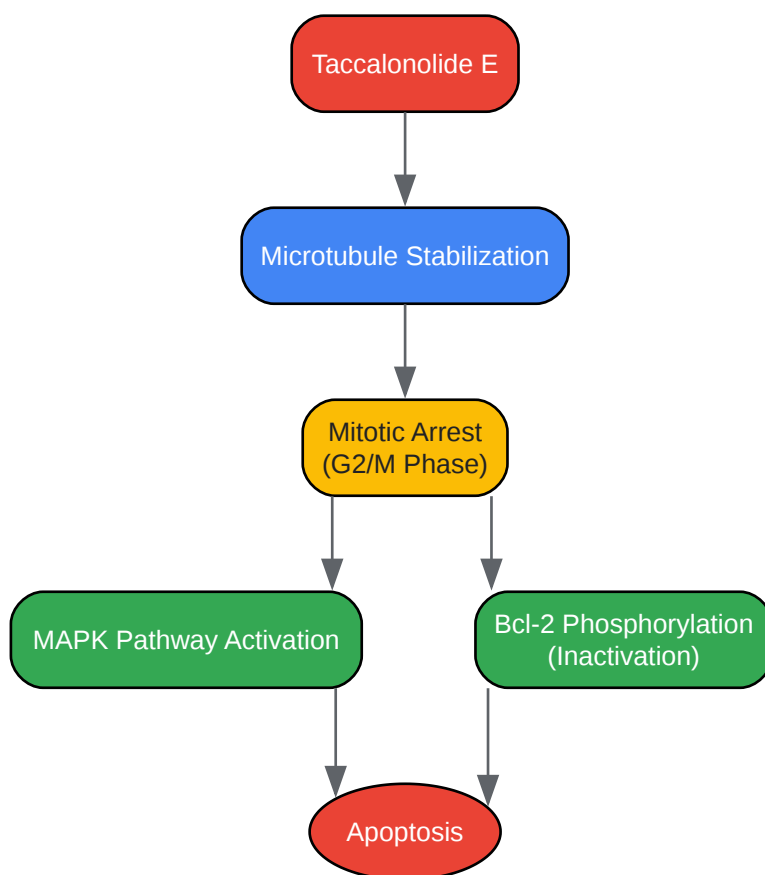 Taccalonolide E
Microtubule Stabilization
Mitotic Arrest
(G2/M Phase)
MAPK Pathway Activation
Bcl-2 Phosphorylation
(Inactivation)
Apoptosis